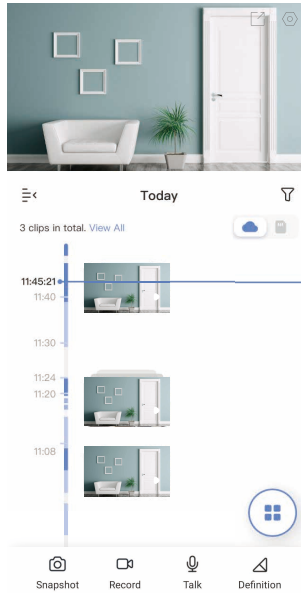 Today
3 clips in total. View All
11:45:21
11:40
11:30
11:24
11:20
11:08
Snapshot Record Talk Definition